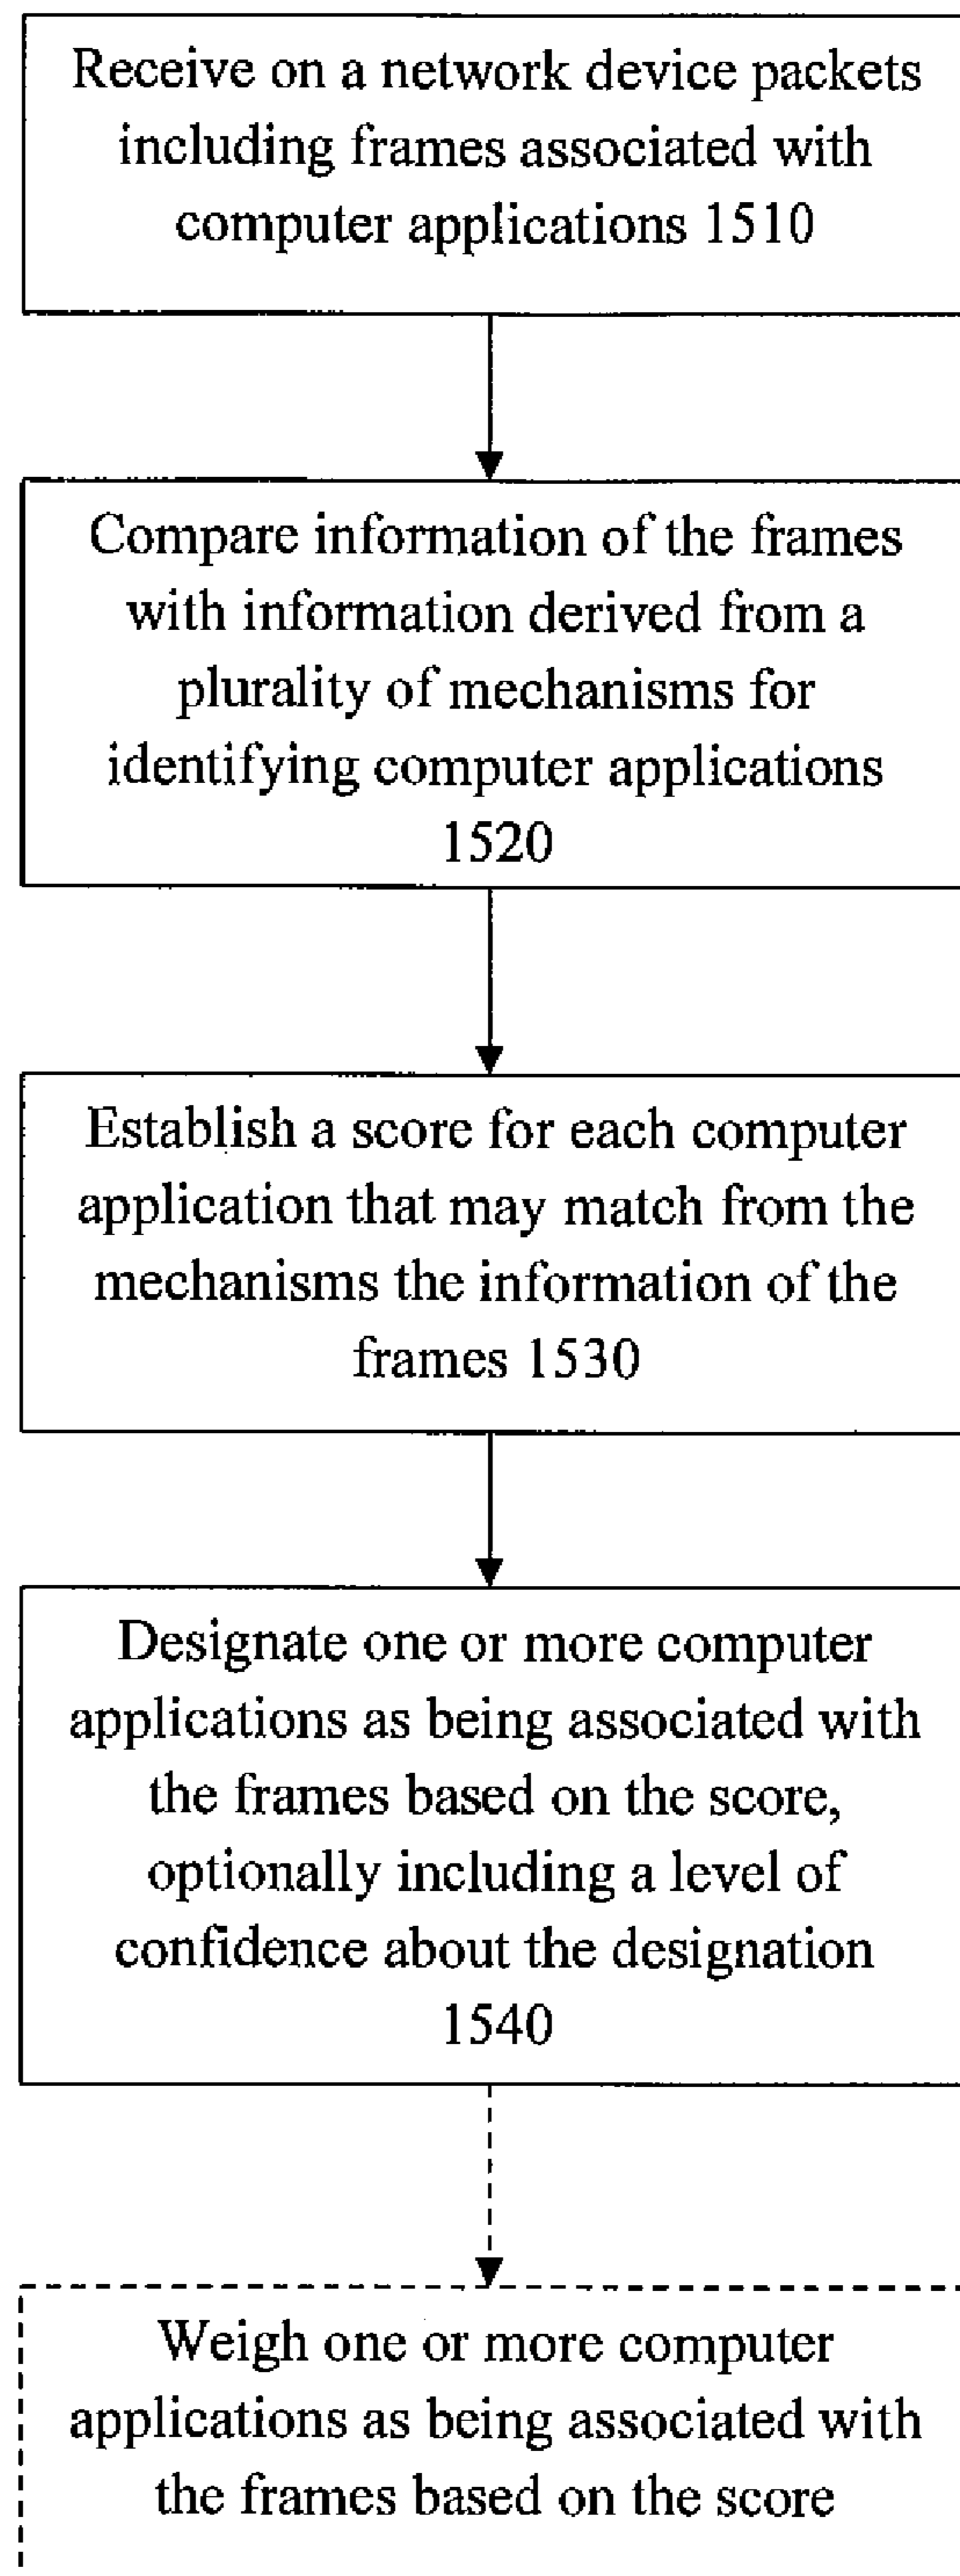 Receive on a network device packets
including frames associated with
computer applications 1510
Compare information of the frames
with information derived from a
plurality of mechanisms for
identifying computer applications
1520
Establish a score for each computer
application that may match from the
mechanisms the information of the
frames 1530
Designate one or more computer
applications as being associated with
the frames based on the score,
optionally including a level of
confidence about the designation
1540
Weigh one or more computer
applications as being associated with
the frames based on the score